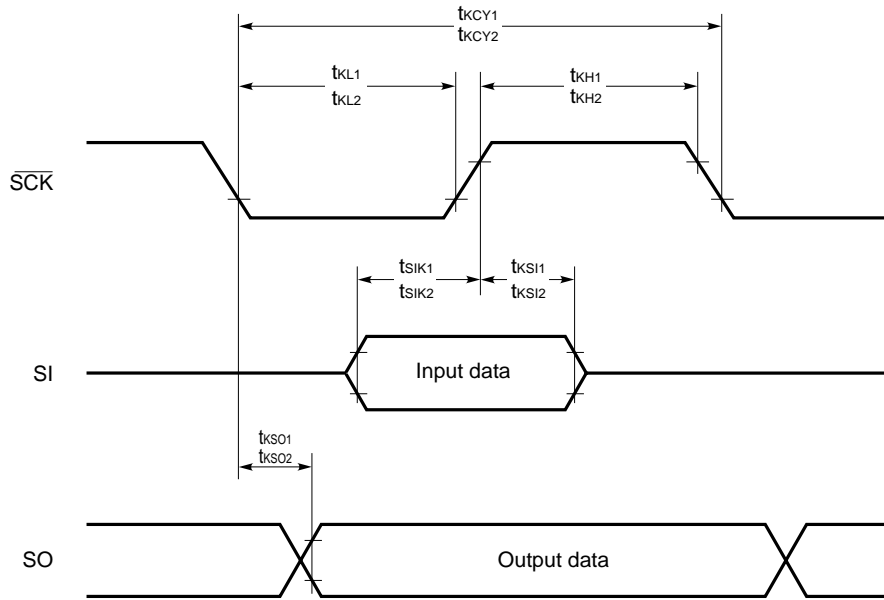 tKCY1
tKCY2
tKL1
tKL2
tKH1
tKH2
SCK
tSIK1
tSIK2
tKSI1
tKSI2
SI
Input data
tKSO1
tKSO2
SO
Output data